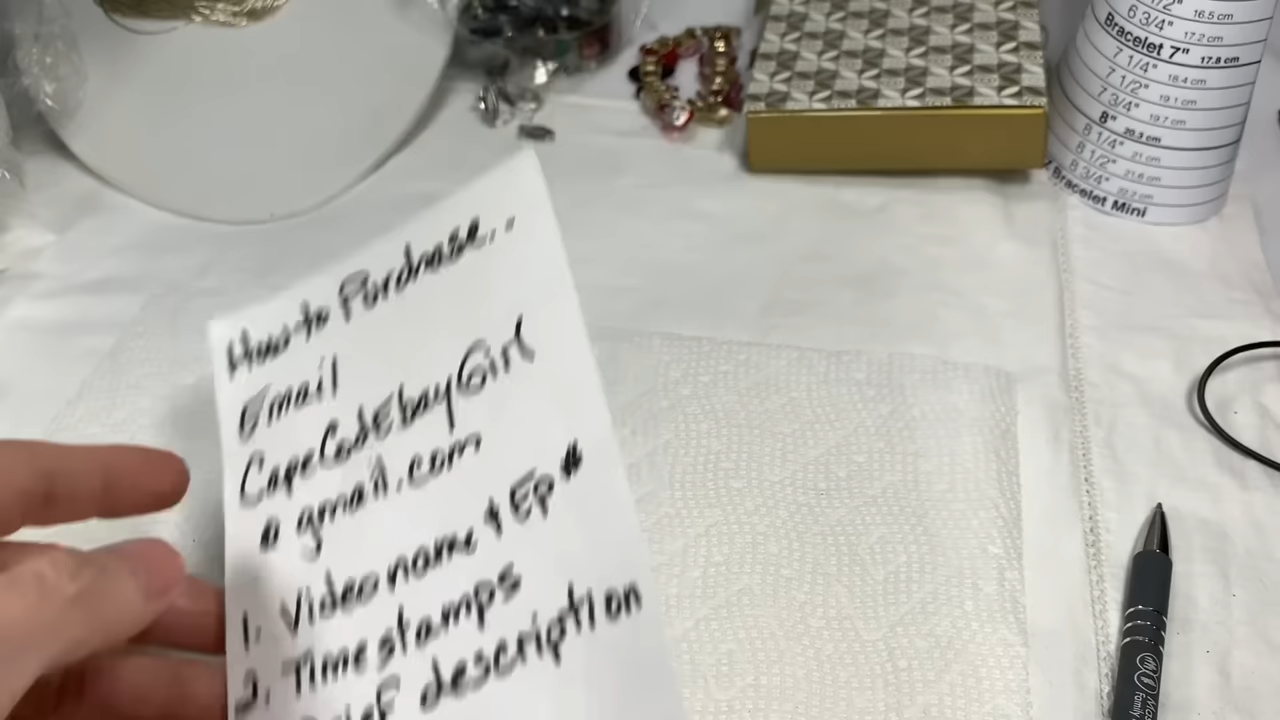 How to Purchase..
Email
CapeCodEbayGirl
@gmail.com
1. Video name & Ep #
2. Timestamps
description
16.5 cm
6 3/4" 17.2 cm
Bracelet 7" 17.8 cm
7 1/4" 18.4 cm
7 1/2" 19.1 cm
7 3/4" 19.7 cm
8" 20.3 cm
8 1/4" 21 cm
8 1/2" 21.6 cm
8 3/4" 22.2 cm
Bracelet Mini
Family